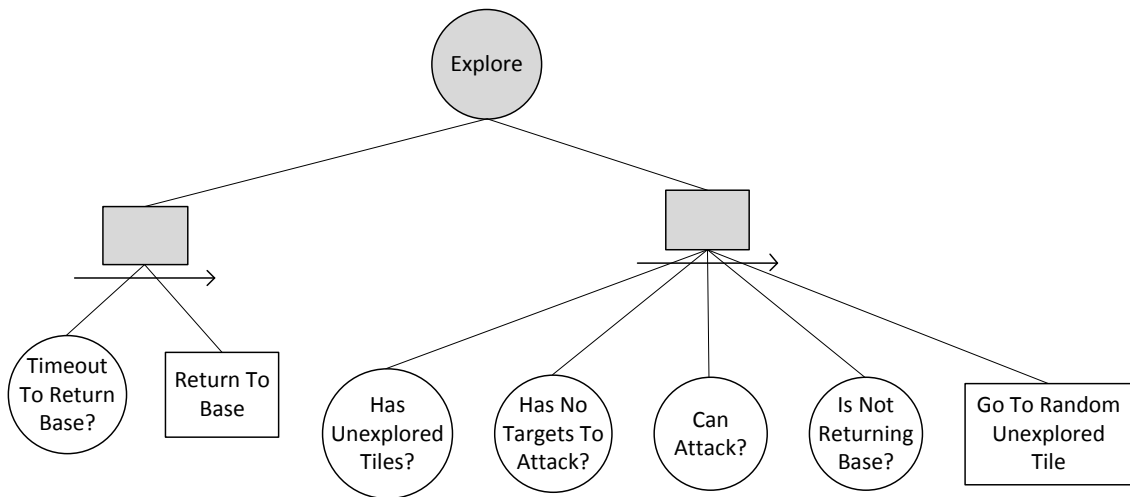 Explore
Timeout
To Return
Base?
Return To
Base
Has
Unexplored
Tiles?
Has No
Targets To
Attack?
Can
Attack?
Is Not
Returning
Base?
Go To Random
Unexplored
Tile